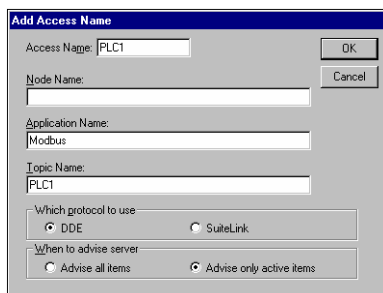 Add Access Name
Access Name: PLC1
OK
Node Name:
Cancel
Application Name:
Modbus
Topic Name:
PLC1
Which protocol to use
DDE SuiteLink
When to advise server
Advise all items Advise only active items